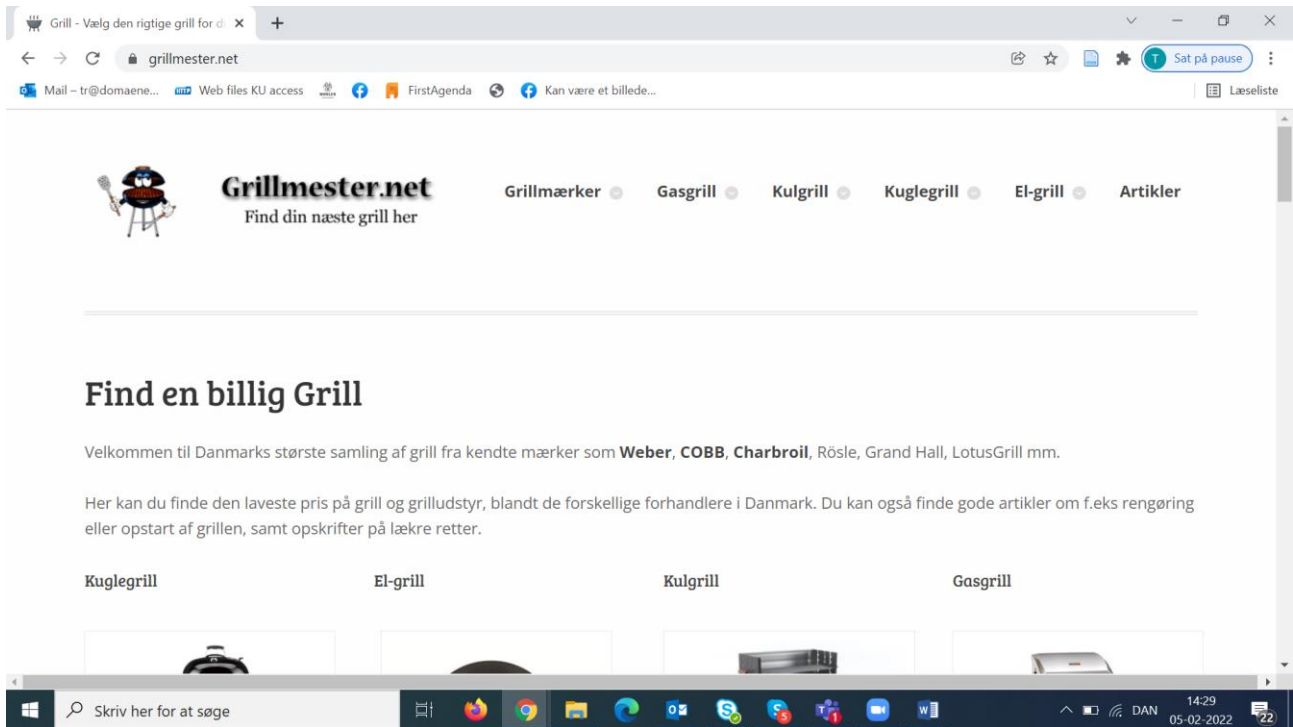 Grill - Vælg den rigtige grill for d
grillmester.net
Sat på pause
Mail – tr@domaene... Web files KU access FirstAgenda Kan være et billede... Læseliste
Grillmester.net
Find din næste grill her
Grillmærker Gasgrill Kulgrill Kuglegrill El-grill Artikler
Find en billig Grill
Velkommen til Danmarks største samling af grill fra kendte mærker som Weber, COBB, Charbroil, Rösle, Grand Hall, LotusGrill mm.
Her kan du finde den laveste pris på grill og grilludstyr, blandt de forskellige forhandlere i Danmark. Du kan også finde gode artikler om f.eks rengøring
eller opstart af grillen, samt opskrifter på lækre retter.
Kuglegrill El-grill Kulgrill Gasgrill
Skriv her for at søge
DAN
14:29
05-02-2022
22